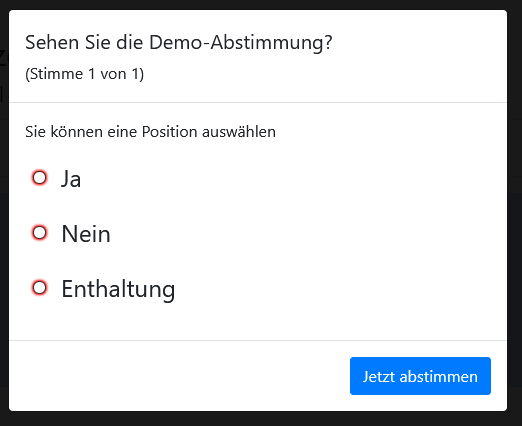 Sehen Sie die Demo-Abstimmung?
(Stimme 1 von 1)
Sie können eine Position auswählen
Ja
Nein
Enthaltung
Jetzt abstimmen